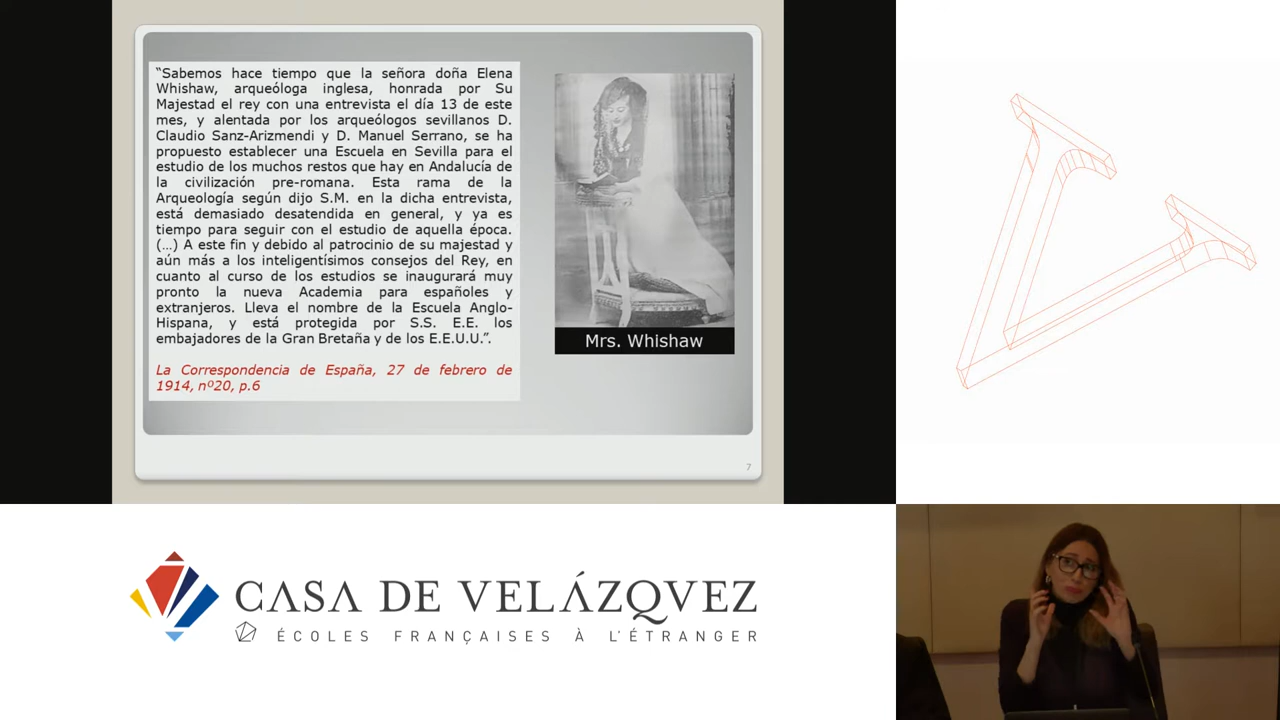 “Sabemos hace tiempo que la señora doña Elena
Whishaw, arqueóloga inglesa, honrada por Su
Majestad el rey con una entrevista el día 13 de este
mes, y alentada por los arqueólogos sevillanos D.
Claudio Sanz-Arizmendi y D. Manuel Serrano, se ha
propuesto establecer una Escuela en Sevilla para el
estudio de los muchos restos que hay en Andalucía de
la civilización pre-romana. Esta rama de la
Arqueología según dijo S.M. en la dicha entrevista,
está demasiado desatendida en general, y ya es
tiempo para seguir con el estudio de aquella época.
(…) A este fin y debido al patrocinio de su majestad y
aún más a los inteligentísimos consejos del Rey, en
cuanto al curso de los estudios se inaugurará muy
pronto la nueva Academia para españoles y
extranjeros. Lleva el nombre de la Escuela Anglo-
Hispana, y está protegida por S.S. E.E. los
embajadores de la Gran Bretaña y de los E.E.U.U.”.
La Correspondencia de España, 27 de febrero de
1914, nº20, p.6
Mrs. Whishaw
7
CASA DE VELÁZQVEZ
ÉCOLES FRANÇAISES À L'ÉTRANGER